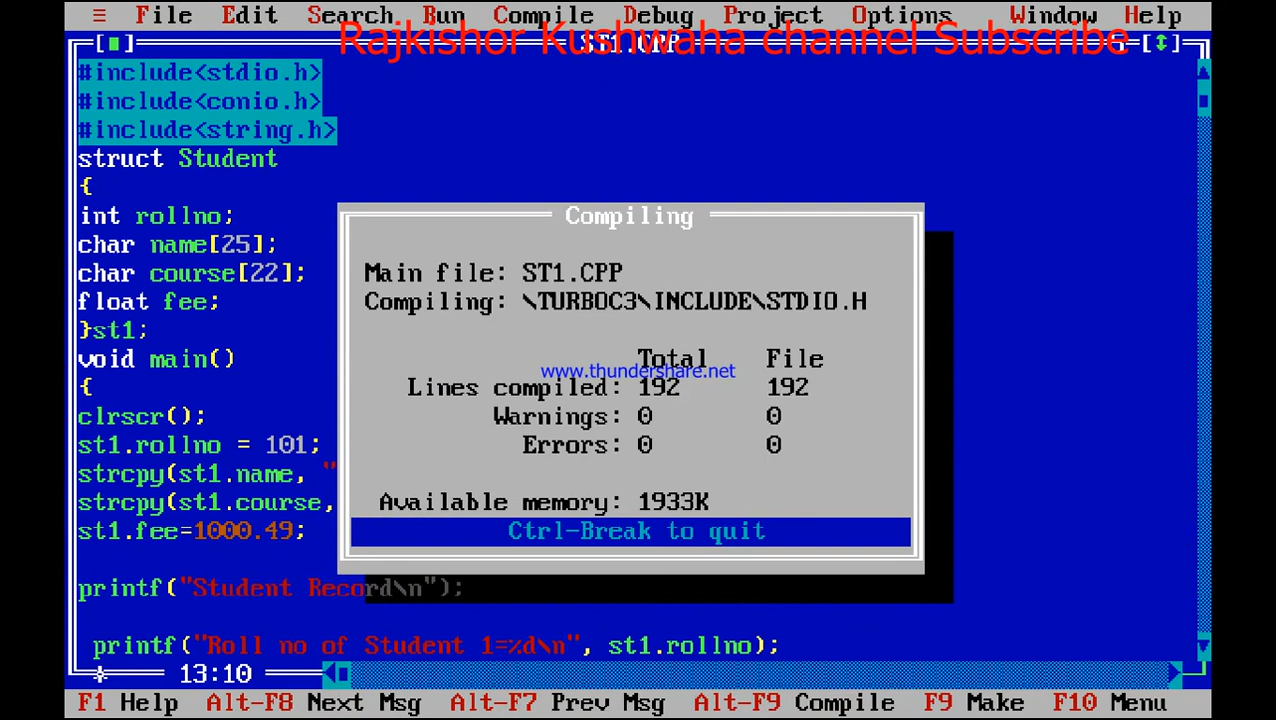 ≡ File Edit Search Run Compile Debug Project Options Window Help
Rajkishor Kushwaha channel Subscribe
ST1.CPP
#include<stdio.h>
#include<conio.h>
#include<string.h>
struct Student
{
int rollno;
char name[25];
char course[22];
float fee;
}st1;
void main()
{
clrscr();
st1.rollno = 101;
strcpy(st1.name, "
strcpy(st1.course,
st1.fee=1000.49;
printf("Student Record\n");
printf("Roll no of Student 1=%d\n", st1.rollno);
13:10
Compiling
Main file: ST1.CPP
Compiling: \TURBOC3\INCLUDE\STDIO.H
Total File
www.thundershare.net
Lines compiled: 192 192
Warnings: 0 0
Errors: 0 0
Available memory: 1933K
Ctrl-Break to quit
F1 Help Alt-F8 Next Msg Alt-F7 Prev Msg Alt-F9 Compile F9 Make F10 Menu